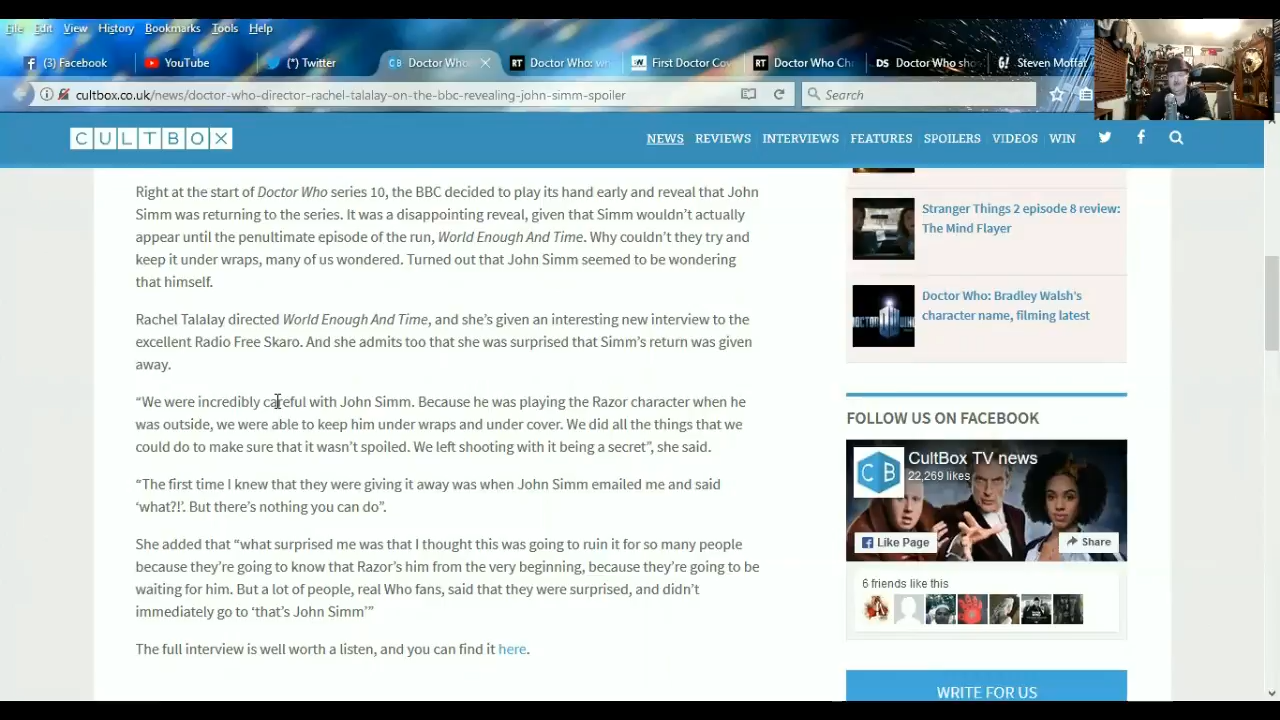 File Edit View History Bookmarks Tools Help
(3) Facebook
YouTube
(*) Twitter
CB Doctor Who
RT Doctor Who: w
First Doctor Co
RT Doctor Who Ch
DS Doctor Who sho
G! Steven Moffat
cultbox.co.uk/news/doctor-who-director-rachel-talalay-on-the-bbc-revealing-john-simm-spoiler
Search
CULTBOX
NEWS REVIEWS INTERVIEWS FEATURES SPOILERS VIDEOS WIN
Right at the start of Doctor Who series 10, the BBC decided to play its hand early and reveal that John
Simm was returning to the series. It was a disappointing reveal, given that Simm wouldn’t actually
appear until the penultimate episode of the run, World Enough And Time. Why couldn’t they try and
keep it under wraps, many of us wondered. Turned out that John Simm seemed to be wondering
that himself.
Rachel Talalay directed World Enough And Time, and she’s given an interesting new interview to the
excellent Radio Free Skaro. And she admits too that she was surprised that Simm’s return was given
away.
“We were incredibly careful with John Simm. Because he was playing the Razor character when he
was outside, we were able to keep him under wraps and under cover. We did all the things that we
could do to make sure that it wasn’t spoiled. We left shooting with it being a secret”, she said.
“The first time I knew that they were giving it away was when John Simm emailed me and said
‘what?!’. But there’s nothing you can do”.
She added that “what surprised me was that I thought this was going to ruin it for so many people
because they’re going to know that Razor’s him from the very beginning, because they’re going to be
waiting for him. But a lot of people, real Who fans, said that they were surprised, and didn’t
immediately go to ‘that’s John Simm’”
The full interview is well worth a listen, and you can find it here.
Stranger Things 2 episode 8 review:
The Mind Flayer
Doctor Who: Bradley Walsh’s
character name, filming latest
FOLLOW US ON FACEBOOK
CB
CultBox TV news
22,269 likes
Like Page
Share
6 friends like this
WRITE FOR US